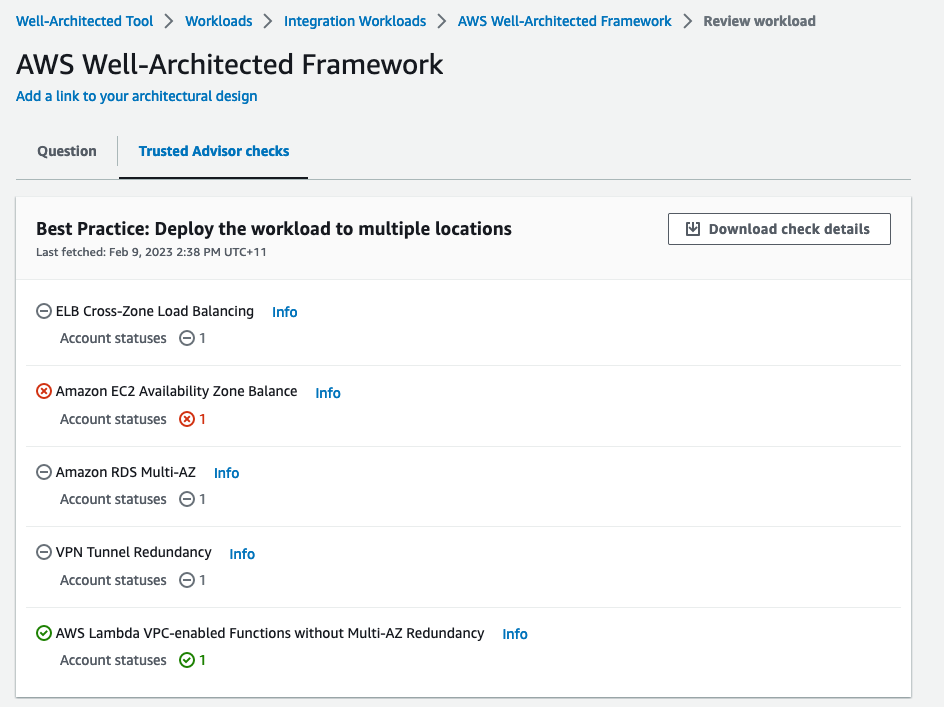 Well-Architected Tool > Workloads > Integration Workloads > AWS Well-Architected Framework > Review workload
AWS Well-Architected Framework
Add a link to your architectural design
Question Trusted Advisor checks
Best Practice: Deploy the workload to multiple locations Download check details
Last fetched: Feb 9, 2023 2:38 PM UTC+11
ELB Cross-Zone Load Balancing Info
Account statuses 1
Amazon EC2 Availability Zone Balance Info
Account statuses 1
Amazon RDS Multi-AZ Info
Account statuses 1
VPN Tunnel Redundancy Info
Account statuses 1
AWS Lambda VPC-enabled Functions without Multi-AZ Redundancy Info
Account statuses 1